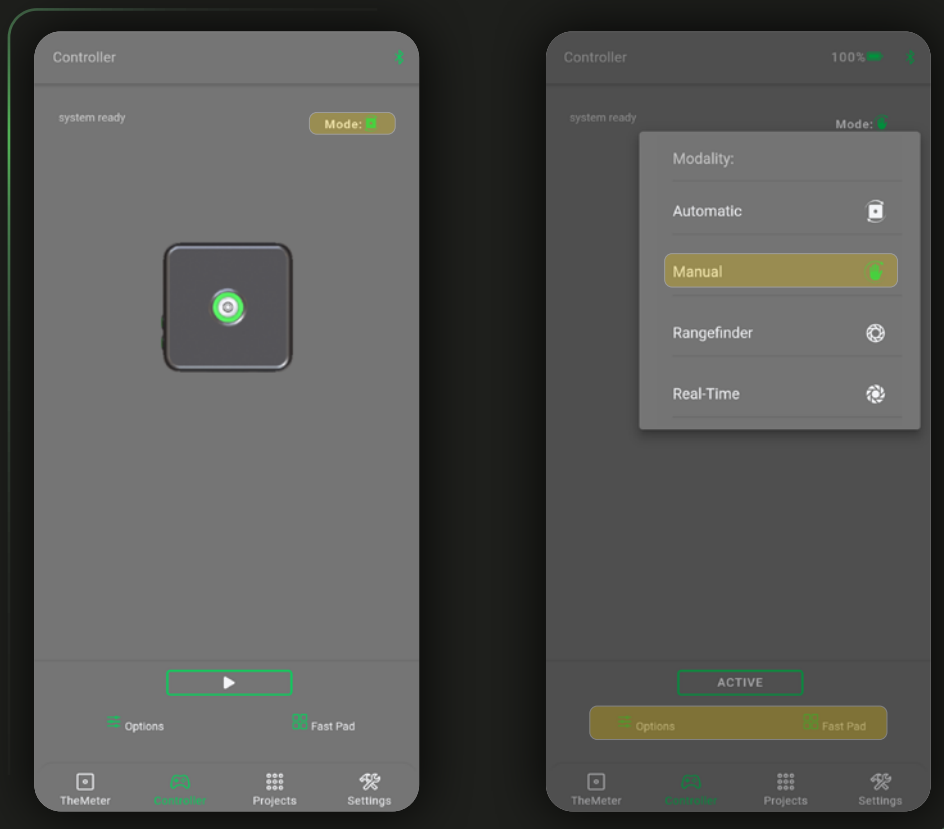 Controller
system ready
Mode:
Options
Fast Pad
TheMeter
Controller
Projects
Settings
Controller
100%
system ready
Mode:
Modality:
Automatic
Manual
Rangefinder
Real-Time
ACTIVE
Options
Fast Pad
TheMeter
Controller
Projects
Settings